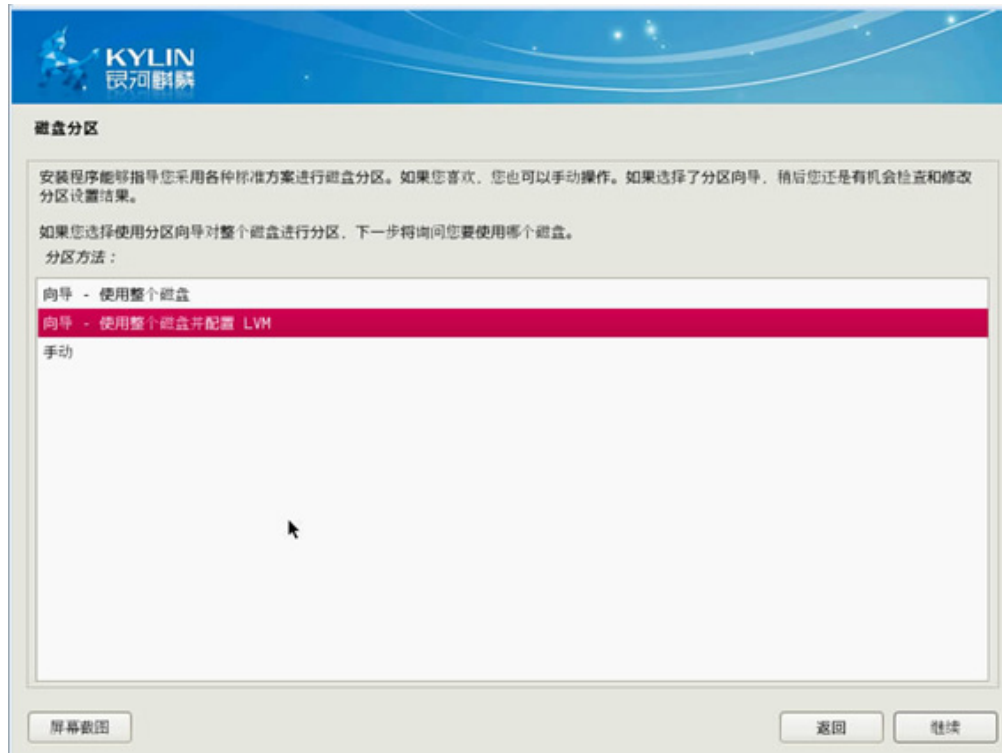 KYLIN
银河麒麟
磁盘分区
安装程序能够指导您采用各种标准方案进行磁盘分区。如果您喜欢，您也可以手动操作。如果选择了分区向导，稍后您还是有机会检查和修改
分区设置结果。
如果您选择使用分区向导对整个磁盘进行分区，下一步将询问您要使用哪个磁盘。
分区方法：
向导 - 使用整个磁盘
向导 - 使用整个磁盘并配置 LVM
手动
屏幕截图
返回
继续